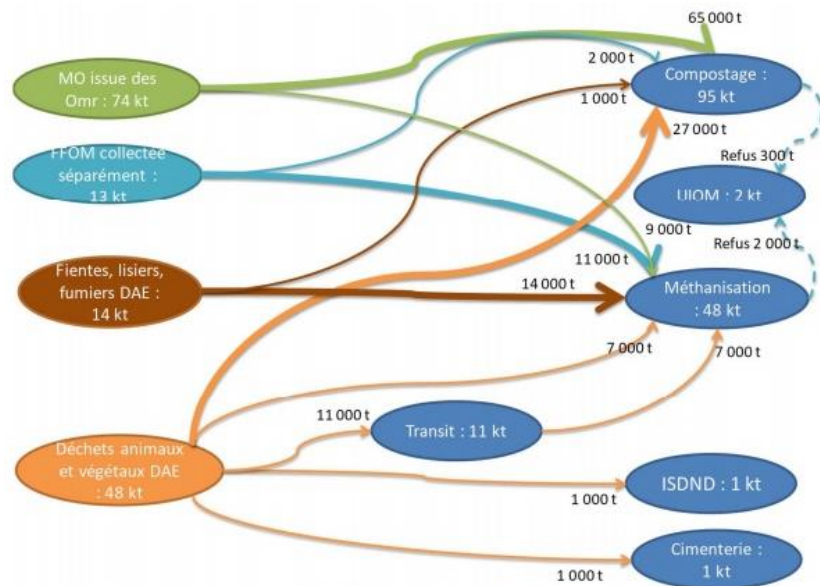 65 000 t
MO issue des
Omr : 74 kt
2 000 t
Compostage :
95 kt
1 000 t
27 000 t
FFOM collectée
séparément :
13 kt
Refus 300 t
UIOM : 2 kt
9 000 t
Refus 2 000 t
11 000 t
Fientes, lisiers,
fumiers DAE :
14 kt
14 000 t
Méthanisation
: 48 kt
7 000 t
7 000 t
11 000 t
Transit : 11 kt
Déchets animaux
et végétaux DAE
: 48 kt
ISDND : 1 kt
1 000 t
Cimenterie :
1 kt
1 000 t